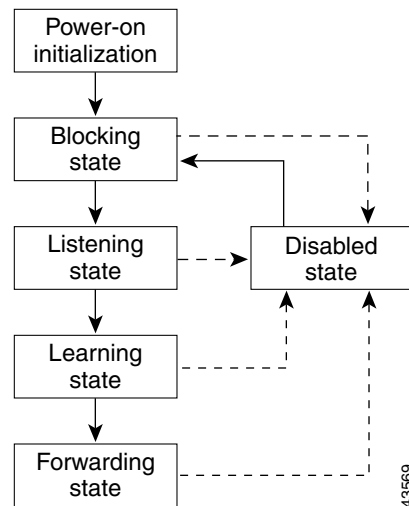 Power-on
initialization
Blocking
state
Listening
state
Disabled
state
Learning
state
Forwarding
state
43569